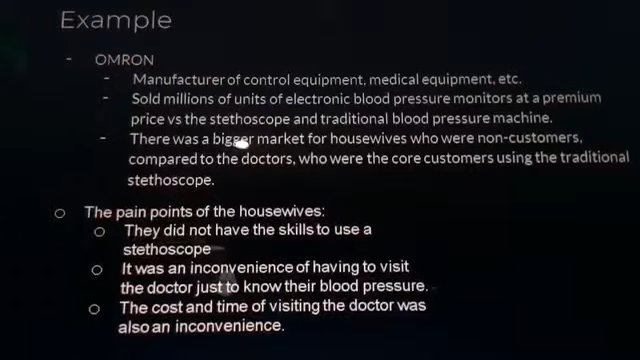 Example
- OMRON
- Manufacturer of control equipment, medical equipment, etc.
- Sold millions of units of electronic blood pressure monitors at a premium
price vs the stethoscope and traditional blood pressure machine.
- There was a bigger market for housewives who were non-customers,
compared to the doctors, who were the core customers using the traditional
stethoscope.
○ The pain points of the housewives:
○ They did not have the skills to use a
stethoscope
○ It was an inconvenience of having to visit
the doctor just to know their blood pressure.
○ The cost and time of visiting the doctor was
also an inconvenience.